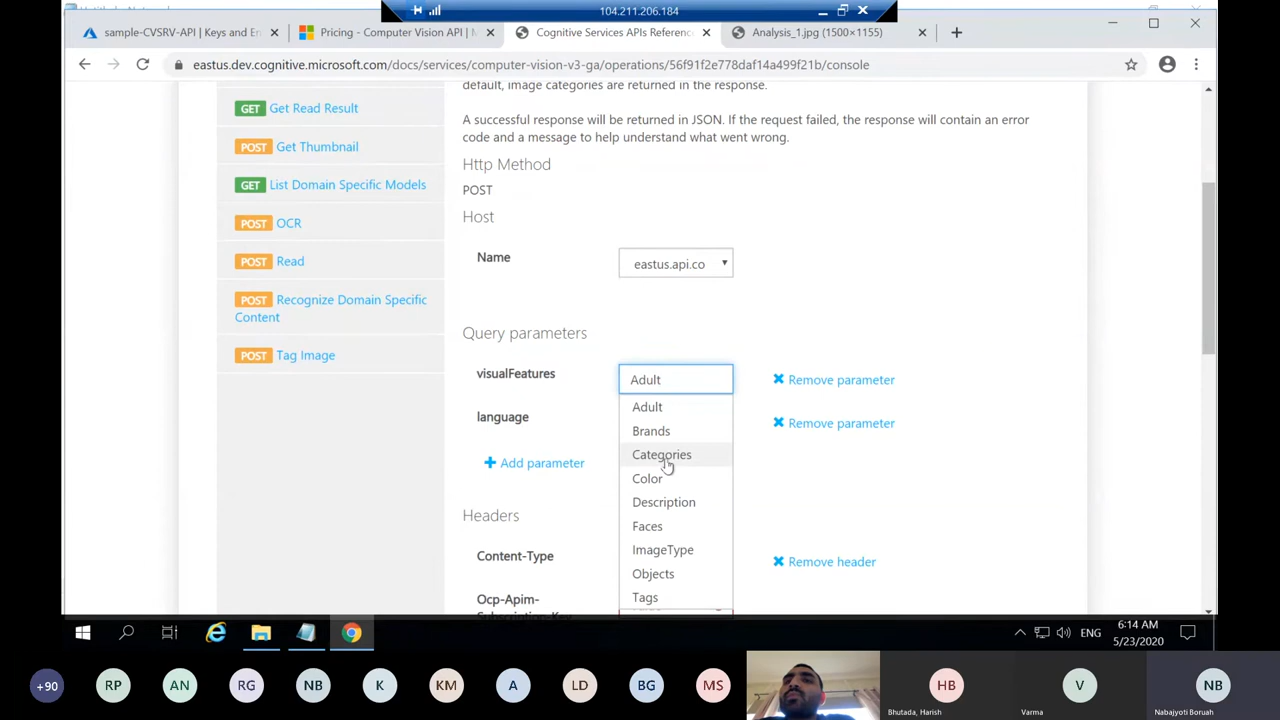 104.211.206.184
sample-CVSRV-API | Keys and En
Pricing - Computer Vision API | M
Cognitive Services APIs Reference
Analysis_1.jpg (1500×1155)
eastus.dev.cognitive.microsoft.com/docs/services/computer-vision-v3-ga/operations/56f91f2e778daf14a499f21b/console
default, image categories are returned in the response.
GET Get Read Result
A successful response will be returned in JSON. If the request failed, the response will contain an error
code and a message to help understand what went wrong.
POST Get Thumbnail
Http Method
GET List Domain Specific Models
POST
Host
POST OCR
Name
eastus.api.co
POST Read
POST Recognize Domain Specific
Content
Query parameters
POST Tag Image
visualFeatures
Adult
Remove parameter
Adult
language
Remove parameter
Brands
Categories
Add parameter
Color
Description
Headers
Faces
Content-Type
ImageType
Remove header
Objects
Ocp-Apim-
Tags
Subscription-Key
ENG
6:14 AM
5/23/2020
+90
RP
AN
RG
NB
K
KM
A
LD
BG
MS
HB
V
NB
Bhutada, Harish
Varma
Nabajyoti Boruah